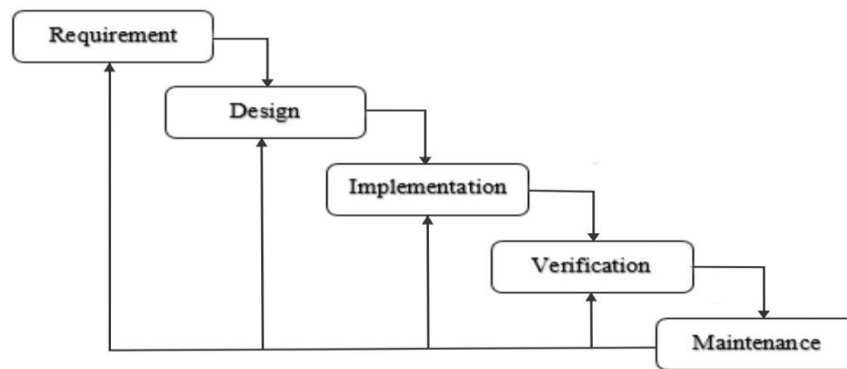 Requirement
Design
Implementation
Verification
Maintenance